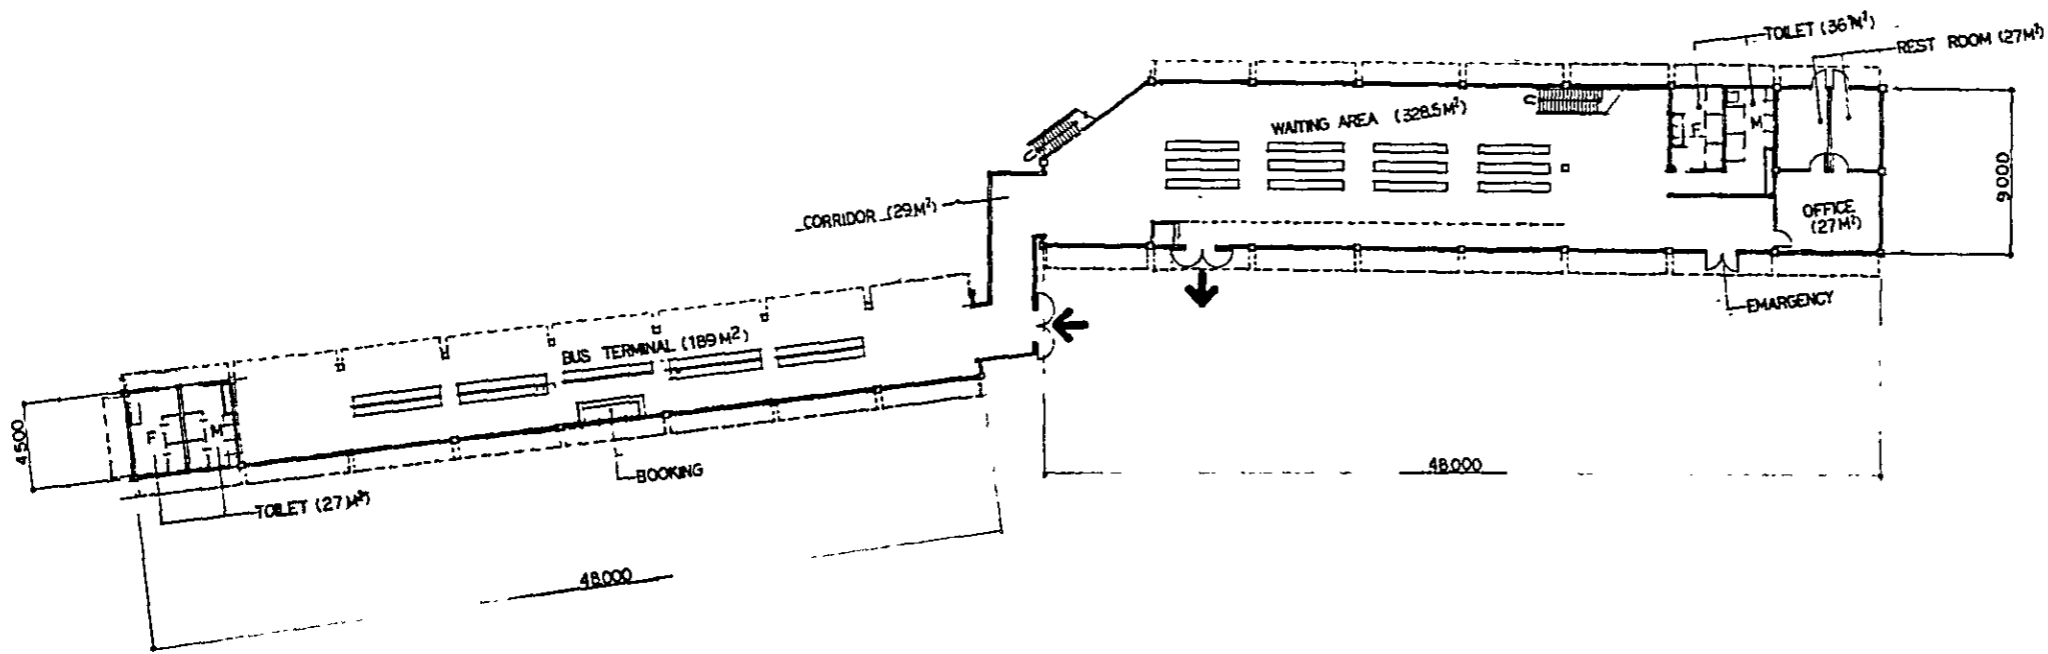 TOILET (36M²)
REST ROOM (27M²)
WAITING AREA (328.5M²)
F
M
CORRIDOR (29M²)
OFFICE
(27M²)
9000
EMARGENCY
BUS TERMINAL (189M²)
4500
F
M
BOOKING
48000
TOILET (27M²)
48000